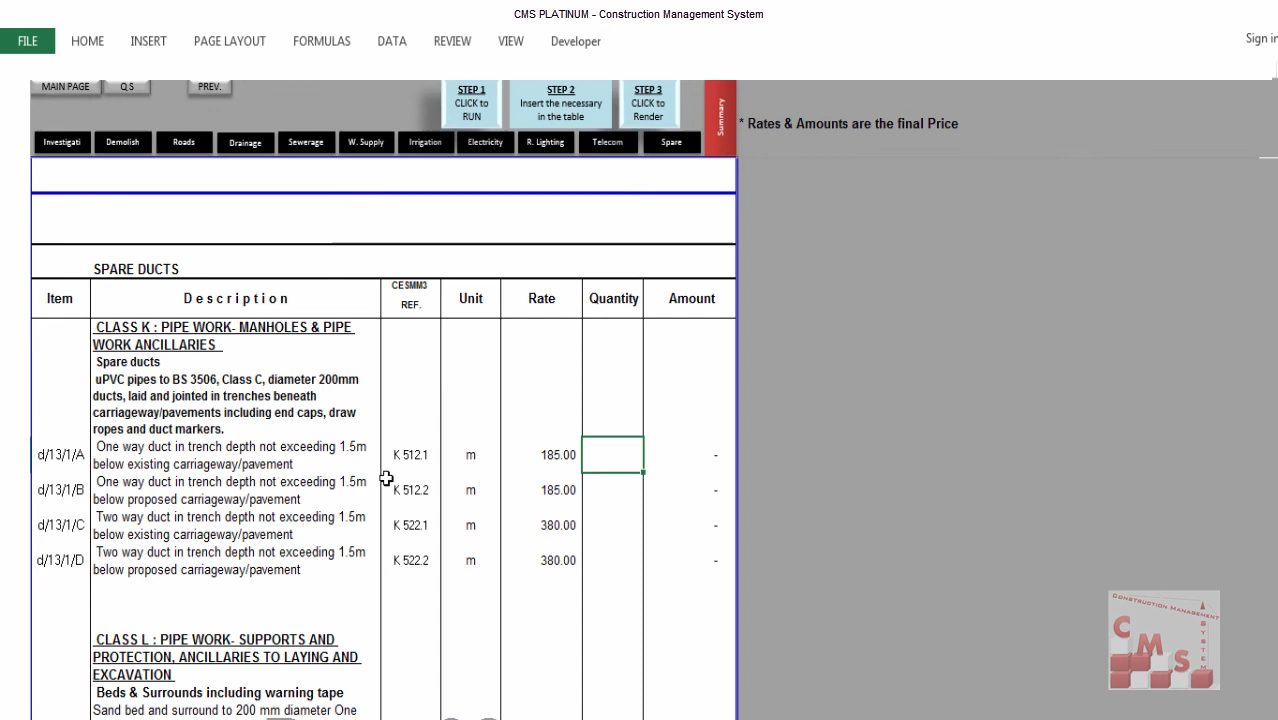 CMS PLATINUM - Construction Management System
FILE HOME INSERT PAGE LAYOUT FORMULAS DATA REVIEW VIEW Developer Sign in
MAIN PAGE Q S PREV.
STEP 1
CLICK to
RUN
STEP 2
Insert the necessary
in the table
STEP 3
CLICK to
Render
Summary
* Rates & Amounts are the final Price
Investigati Demolish Roads Drainage Sewerage W. Supply Irrigation Electricity R. Lighting Telecom Spare
SPARE DUCTS
Item Description CESMM3 REF. Unit Rate Quantity Amount
CLASS K : PIPE WORK- MANHOLES & PIPE
WORK ANCILLARIES
Spare ducts
uPVC pipes to BS 3506, Class C, diameter 200mm
ducts, laid and jointed in trenches beneath
carriageway/pavements including end caps, draw
ropes and duct markers.
d/13/1/A One way duct in trench depth not exceeding 1.5m
below existing carriageway/pavement K 512.1 m 185.00 -
d/13/1/B One way duct in trench depth not exceeding 1.5m
below proposed carriageway/pavement K 512.2 m 185.00 -
d/13/1/C Two way duct in trench depth not exceeding 1.5m
below existing carriageway/pavement K 522.1 m 380.00 -
d/13/1/D Two way duct in trench depth not exceeding 1.5m
below proposed carriageway/pavement K 522.2 m 380.00 -
CLASS L : PIPE WORK- SUPPORTS AND
PROTECTION, ANCILLARIES TO LAYING AND
EXCAVATION
Beds & Surrounds including warning tape
Sand bed and surround to 200 mm diameter One
CONSTRUCTION MANAGEMENT
SYSTEM
CMS